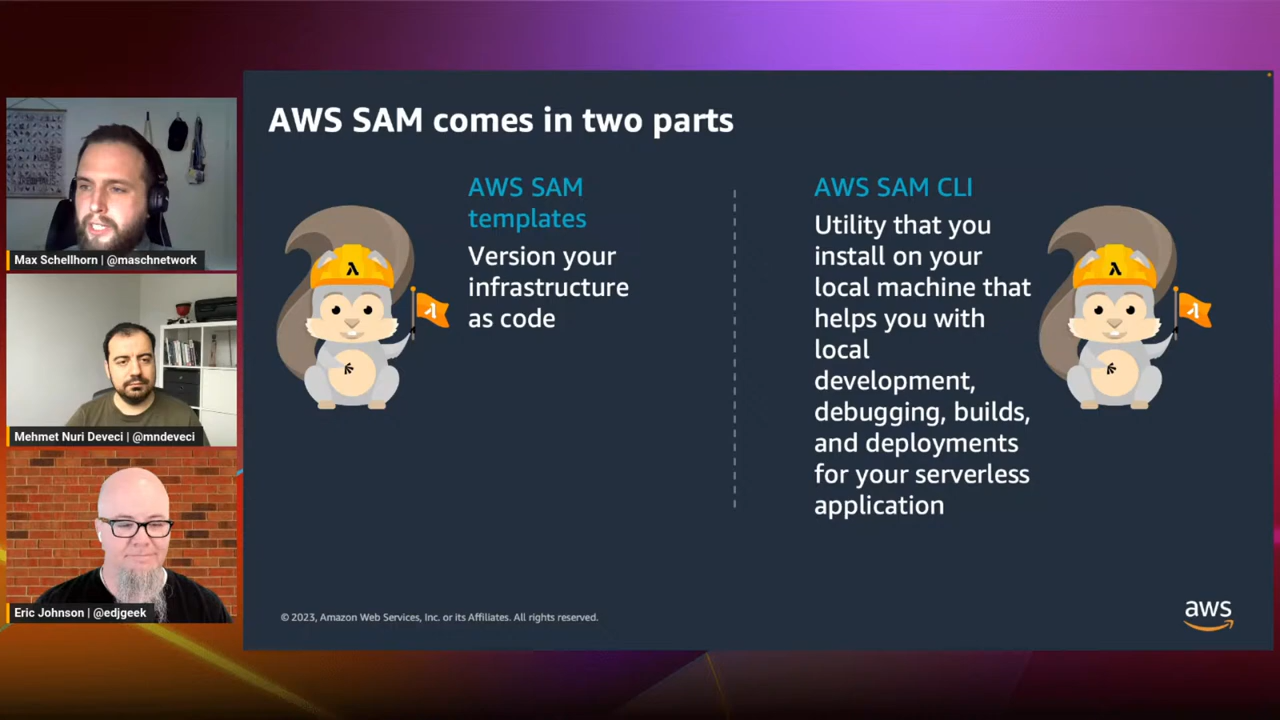 AWS SAM comes in two parts
AWS SAM
templates
Version your
infrastructure
as code
AWS SAM CLI
Utility that you
install on your
local machine that
helps you with
local
development,
debugging, builds,
and deployments
for your serverless
application
Max Schellhorn | @maschnetwork
Mehmet Nuri Deveci | @mndeveci
Eric Johnson | @edjgeek
© 2023, Amazon Web Services, Inc. or its Affiliates. All rights reserved.
aws